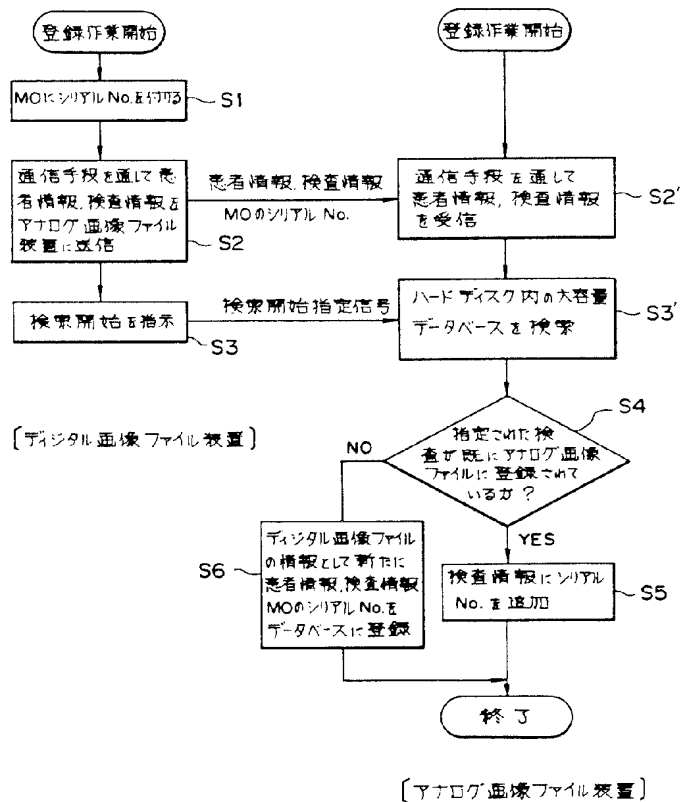 登録作業開始
登録作業開始
MOにシリアルNo.を付ける
S1
通信手段を通して患
者情報,検査情報を
アナログ画像ファイル
装置に送信
S2
患者情報,検査情報
MOのシリアルNo.
通信手段を通して
患者情報,検査情報
を受信
S2′
検索開始を指示
S3
検索開始指定信号
ハードディスク内の大容量
データベースを検索
S3′
[ディジタル画像ファイル装置]
S4
指定された検
査が既にアナログ画像
ファイルに登録されて
いるか?
NO
YES
S6
ディジタル画像ファイル
の情報として新たに
患者情報,検査情報
MOのシリアルNo.を
データベースに登録
検査情報にシリアル
No.を追加
S5
終了
[アナログ画像ファイル装置]